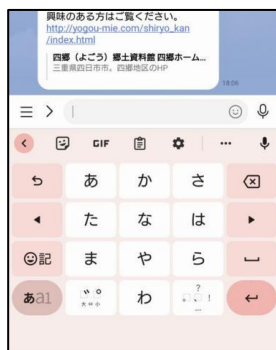 興味のある方はご覧ください。
http://yogou-mie.com/shiryo_kan
/index.html
四郷（よごう）郷土資料館 四郷ホーム...
三重県四日市市。四郷地区のHP
18:06
GIF
あ か さ
た な は
記 ま や ら
あa1 大⇔小 わ 、。?!…